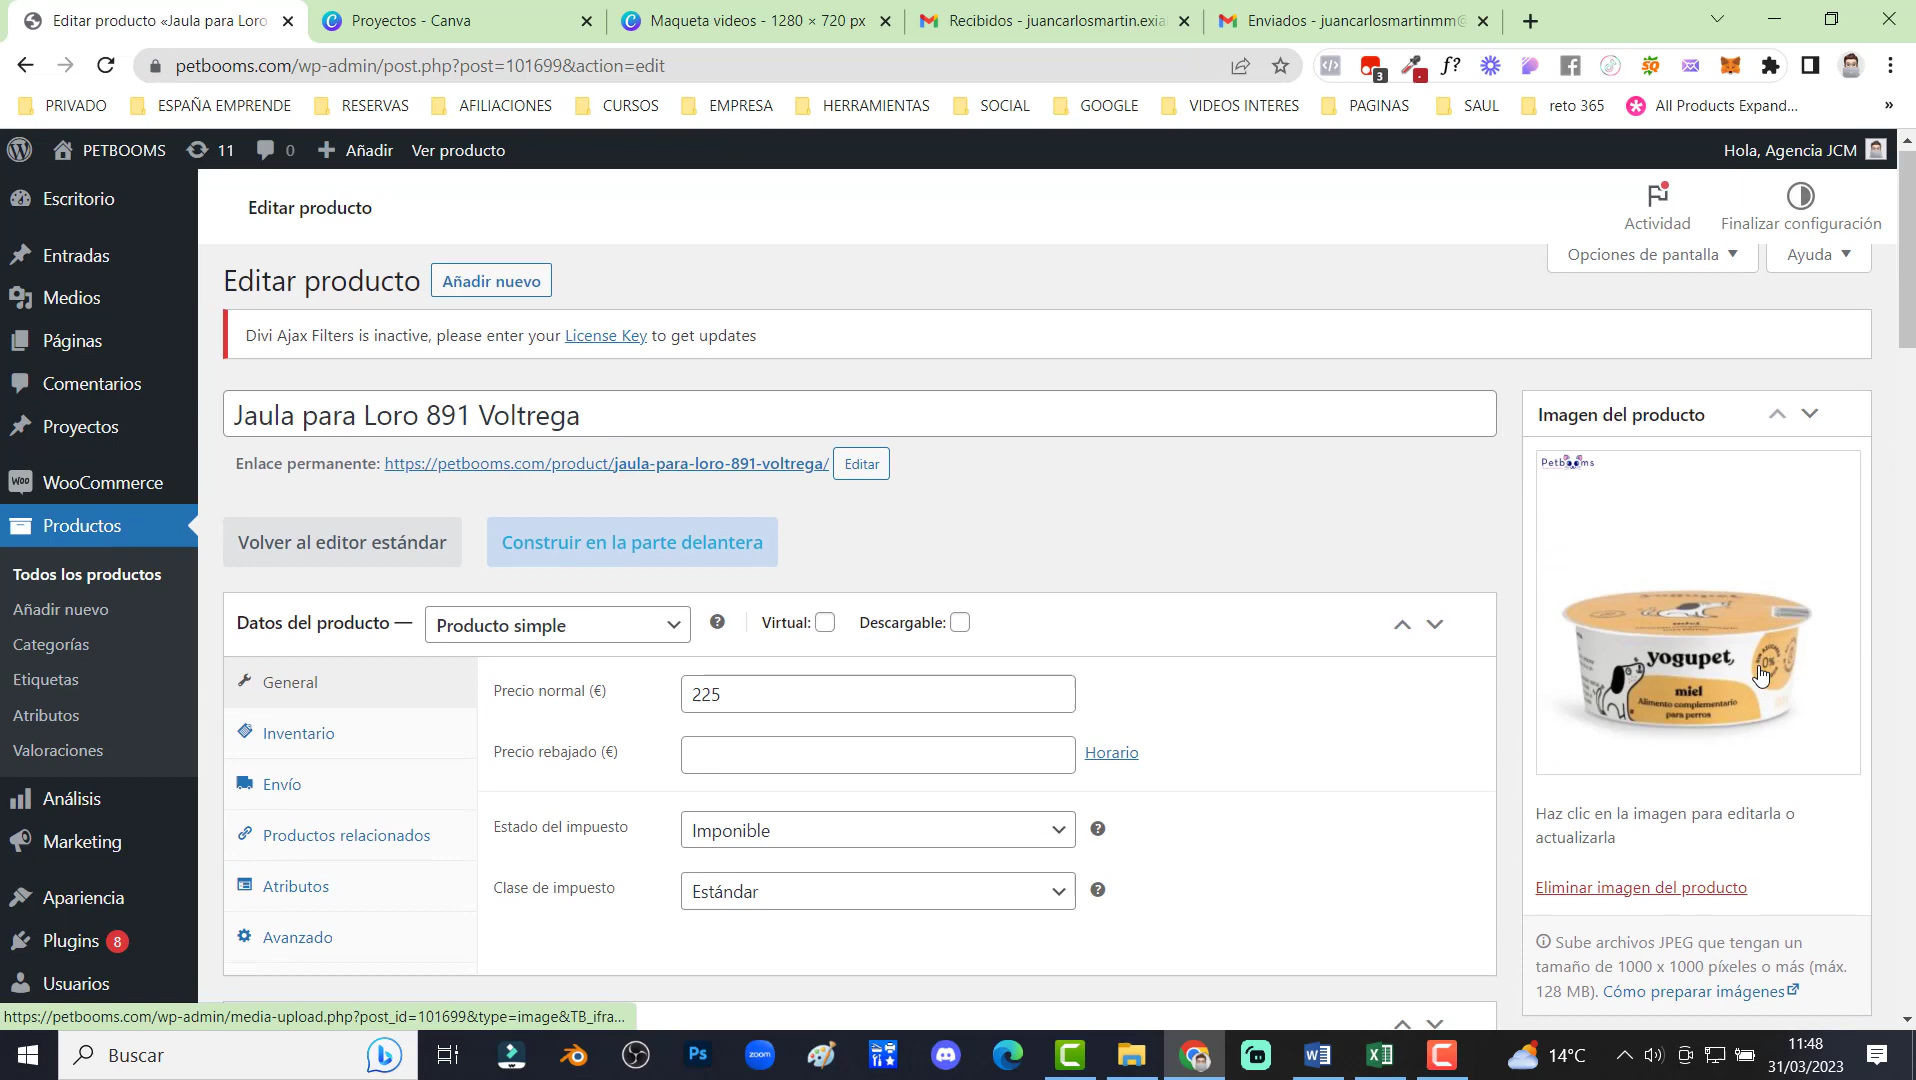 Editar producto «Jaula para Loro
Proyectos - Canva
Maqueta videos - 1280 × 720 px
Recibidos - juancarlosmartin.exia
Enviados - juancarlosmartinmm@
petbooms.com/wp-admin/post.php?post=101699&action=edit
3
f?
PRIVADO
ESPAÑA EMPRENDE
RESERVAS
AFILIACIONES
CURSOS
EMPRESA
HERRAMIENTAS
SOCIAL
GOOGLE
VIDEOS INTERES
PAGINAS
SAUL
reto 365
All Products Expand...
»
PETBOOMS
11
0
Añadir
Ver producto
Hola, Agencia JCM
Escritorio
Entradas
Medios
Páginas
Comentarios
Proyectos
WooCommerce
Productos
Todos los productos
Añadir nuevo
Categorías
Etiquetas
Atributos
Valoraciones
Análisis
Marketing
Apariencia
Plugins 8
Usuarios
Editar producto
Actividad
Finalizar configuración
Opciones de pantalla
Ayuda
Editar producto
Añadir nuevo
Divi Ajax Filters is inactive, please enter your License Key to get updates
Jaula para Loro 891 Voltrega
Enlace permanente: https://petbooms.com/product/jaula-para-loro-891-voltrega/ Editar
Volver al editor estándar
Construir en la parte delantera
Datos del producto — Producto simple
Virtual:
Descargable:
General
Inventario
Envío
Productos relacionados
Atributos
Avanzado
Precio normal (€)
225
Precio rebajado (€)
Horario
Estado del impuesto
Imponible
Clase de impuesto
Estándar
Imagen del producto
Petbooms
yogupet,
miel
Alimento complementario
para perros
Haz clic en la imagen para editarla o
actualizarla
Eliminar imagen del producto
Sube archivos JPEG que tengan un
tamaño de 1000 x 1000 píxeles o más (máx.
128 MB). Cómo preparar imágenes
https://petbooms.com/wp-admin/media-upload.php?post_id=101699&type=image&TB_ifra...
Buscar
Ps
zoom
14°C
11:48
31/03/2023